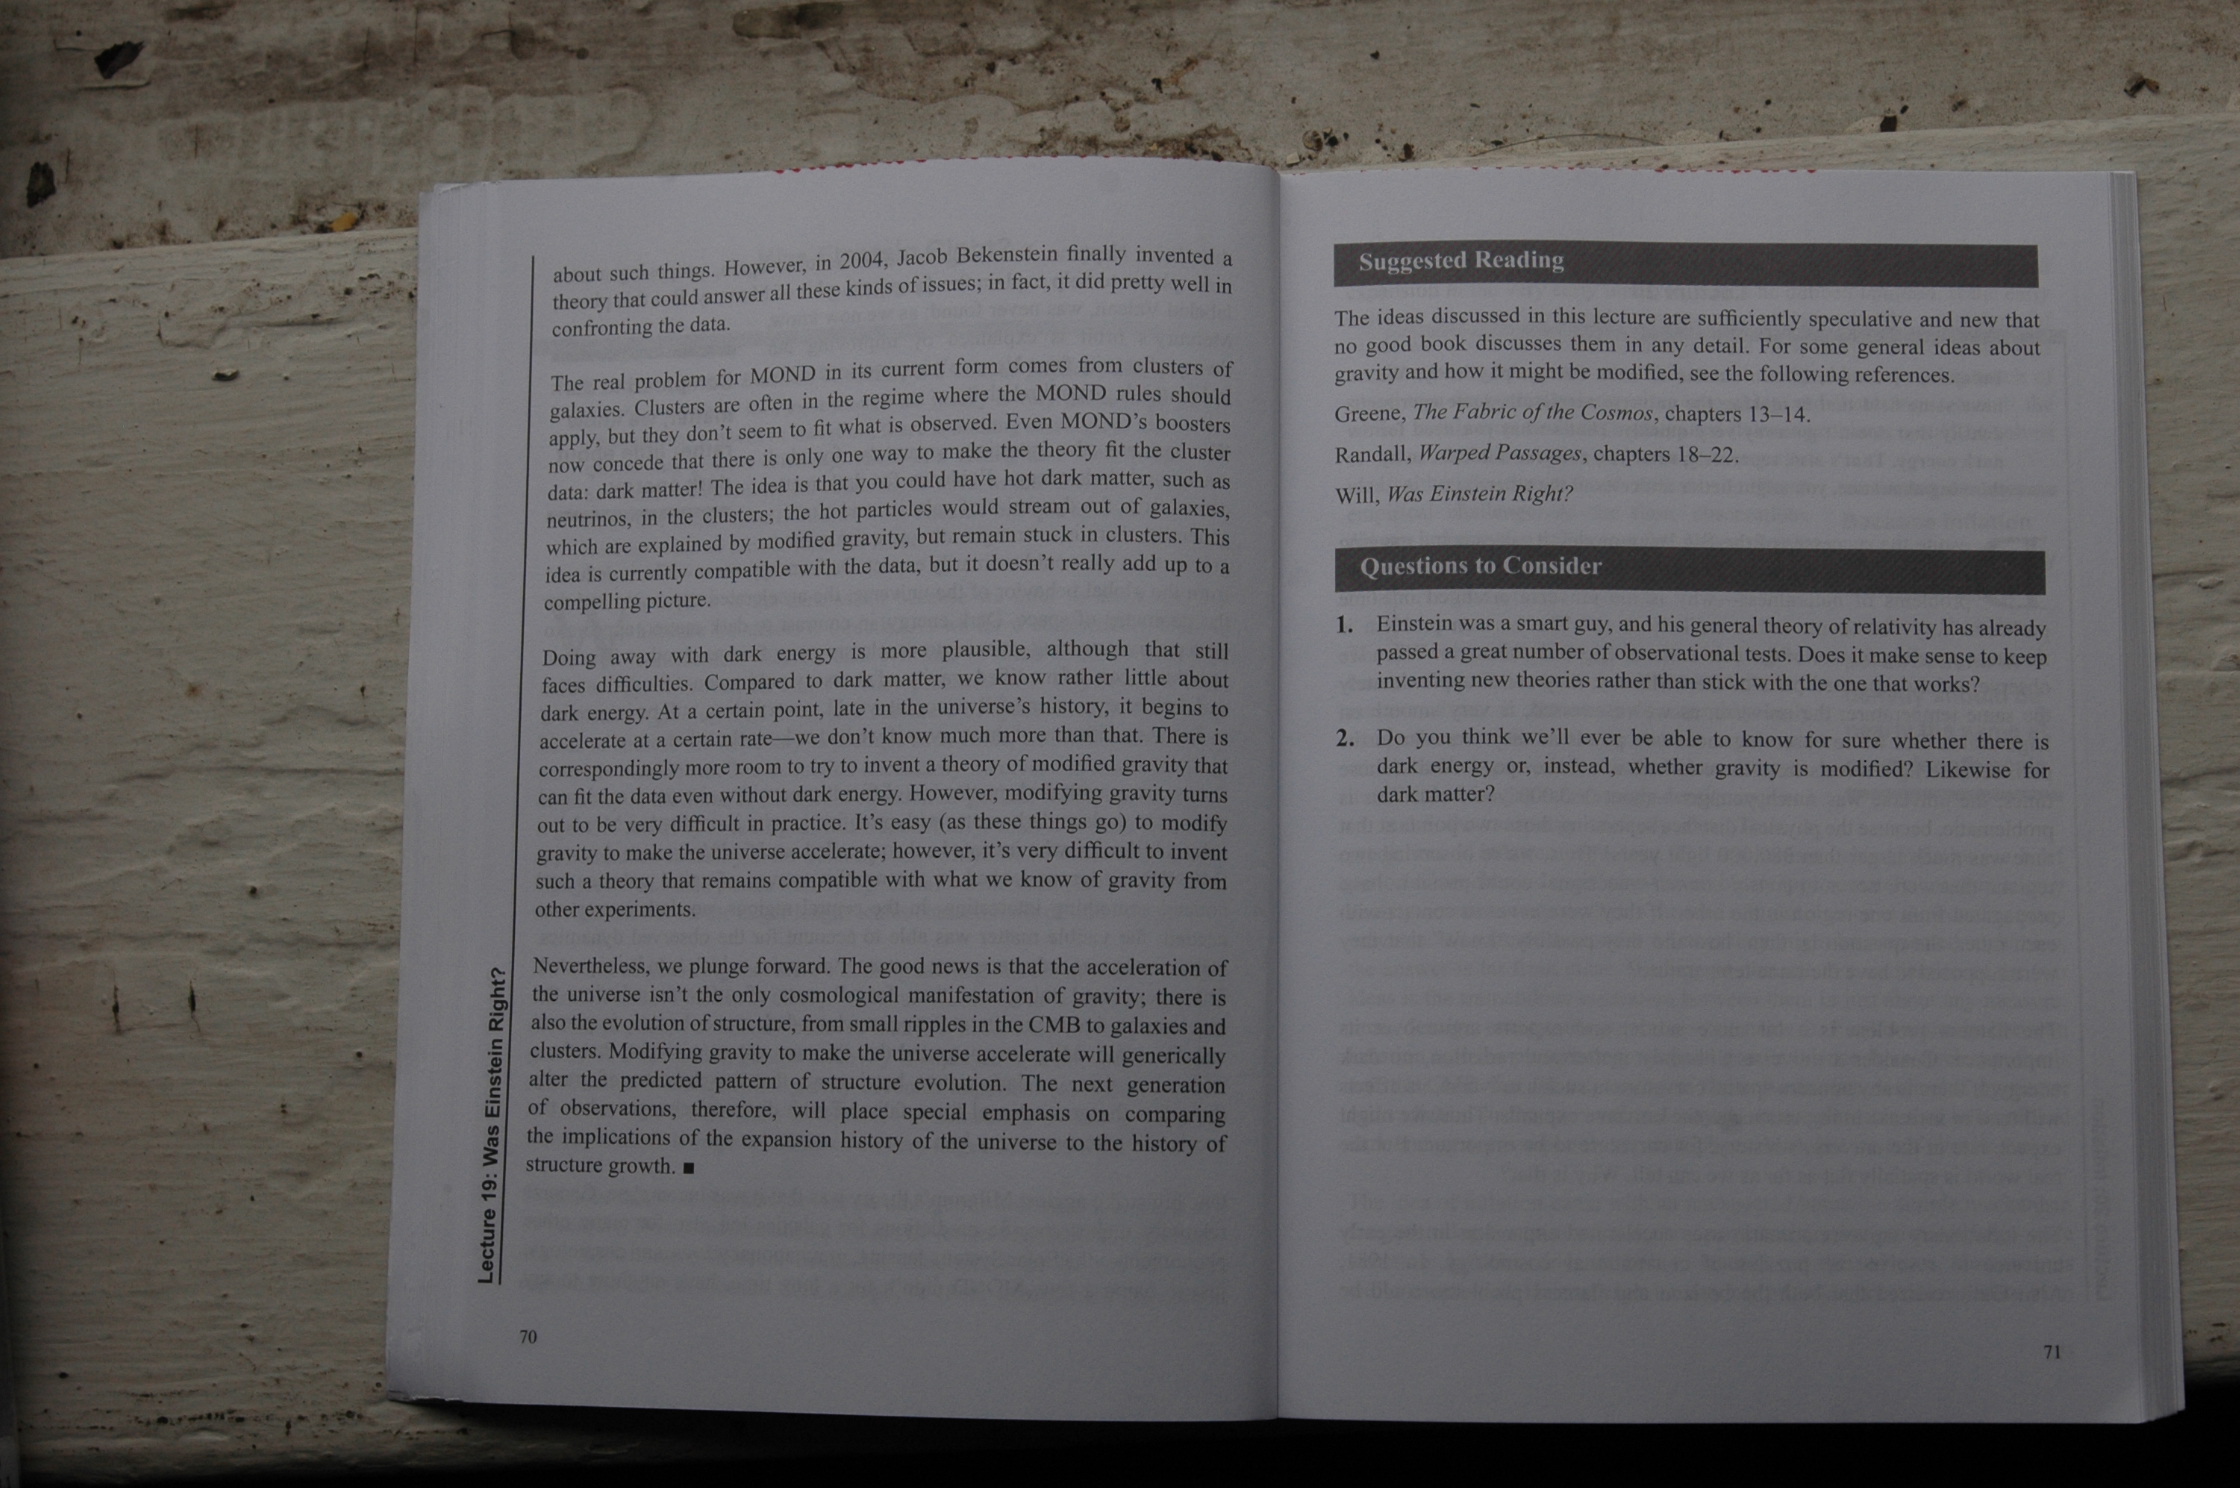 about such things. However, in 2004, Jacob Bekenstein finally invented a
theory that could answer all these kinds of issues; in fact, it did pretty well in
confronting the data.
The real problem for MOND in its current form comes from clusters of
galaxies. Clusters are often in the regime where the MOND rules should
apply, but they don’t seem to fit what is observed. Even MOND’s boosters
now concede that there is only one way to make the theory fit the cluster
data: dark matter! The idea is that you could have hot dark matter, such as
neutrinos, in the clusters; the hot particles would stream out of galaxies,
which are explained by modified gravity, but remain stuck in clusters. This
idea is currently compatible with the data, but it doesn’t really add up to a
compelling picture.
Doing away with dark energy is more plausible, although that still
faces difficulties. Compared to dark matter, we know rather little about
dark energy. At a certain point, late in the universe’s history, it begins to
accelerate at a certain rate—we don’t know much more than that. There is
correspondingly more room to try to invent a theory of modified gravity that
can fit the data even without dark energy. However, modifying gravity turns
out to be very difficult in practice. It’s easy (as these things go) to modify
gravity to make the universe accelerate; however, it’s very difficult to invent
such a theory that remains compatible with what we know of gravity from
other experiments.
Nevertheless, we plunge forward. The good news is that the acceleration of
the universe isn’t the only cosmological manifestation of gravity; there is
also the evolution of structure, from small ripples in the CMB to galaxies and
clusters. Modifying gravity to make the universe accelerate will generically
alter the predicted pattern of structure evolution. The next generation
of observations, therefore, will place special emphasis on comparing
the implications of the expansion history of the universe to the history of
structure growth. ■
Lecture 19: Was Einstein Right?
70
Suggested Reading
The ideas discussed in this lecture are sufficiently speculative and new that
no good book discusses them in any detail. For some general ideas about
gravity and how it might be modified, see the following references.
Greene, The Fabric of the Cosmos, chapters 13–14.
Randall, Warped Passages, chapters 18–22.
Will, Was Einstein Right?
Questions to Consider
1. Einstein was a smart guy, and his general theory of relativity has already
passed a great number of observational tests. Does it make sense to keep
inventing new theories rather than stick with the one that works?
2. Do you think we’ll ever be able to know for sure whether there is
dark energy or, instead, whether gravity is modified? Likewise for
dark matter?
71